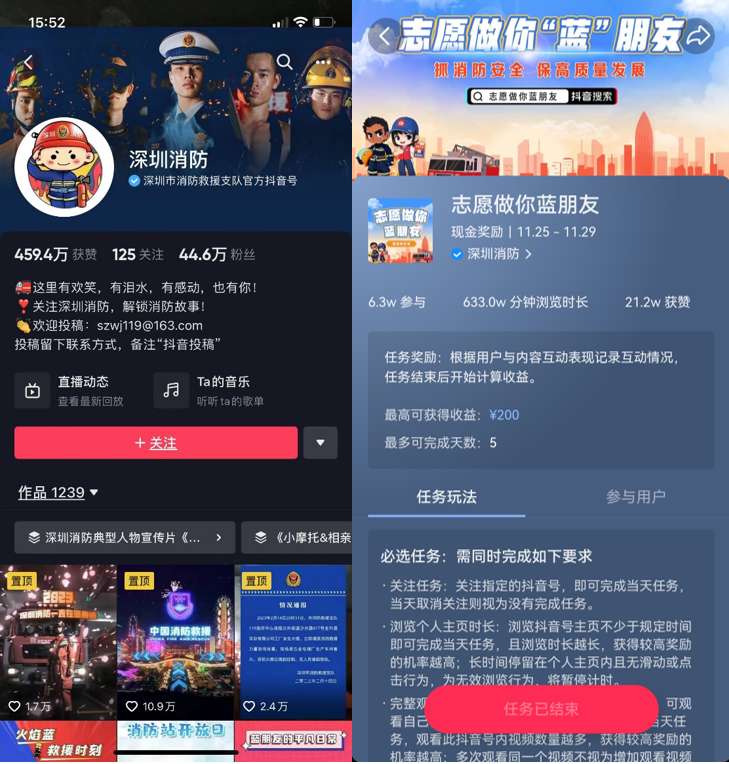 15:52
深圳消防
深圳市消防救援支队官方抖音号
459.4万 获赞 125 关注 44.6万 粉丝
🚒这里有欢笑，有泪水，有感动，也有你！
❣️关注深圳消防，解锁消防故事！
👏欢迎投稿：szwj119@163.com
投稿留下联系方式，备注“抖音投稿”
直播动态
查看最新回放
Ta的音乐
听听ta的歌单
+ 关注
作品 1239
深圳消防典型人物宣传片《...
《小摩托&相亲
置顶
置顶
置顶
2023
深圳消防一直在
中国消防救援
情况通报
1.7万
10.9万
2.4万
火焰蓝
救援时刻
消防站开放日
最蓝朋友的平凡日常
志愿做你“蓝”朋友
抓消防安全 保高质量发展
志愿做你蓝朋友 抖音搜索
志愿做你
蓝朋友
志愿做你蓝朋友
现金奖励 | 11.25 - 11.29
深圳消防
6.3w 参与 633.0w 分钟浏览时长 21.2w 获赞
任务奖励：根据用户与内容互动表现记录互动情况，
任务结束后开始计算收益。
最高可获得收益：¥200
最多可完成天数：5
任务玩法 参与用户
必选任务：需同时完成如下要求
· 关注任务：关注指定的抖音号，即可完成当天任务，
当天取消关注则视为没有完成任务。
· 浏览个人主页时长：浏览抖音号主页不少于规定时间
即可完成当天任务，且浏览时长越长，获得较高奖励
的机率越高；长时间停留在个人主页内且无滑动或点
击行为，为无效浏览行为，将暂停计时。
· 完整观 可观
看自己 当天任
务，观看此抖音号内视频数量越多，获得较高奖励的
机率越高；多次观看同一个视频不视为增加观看视频
任务已结束